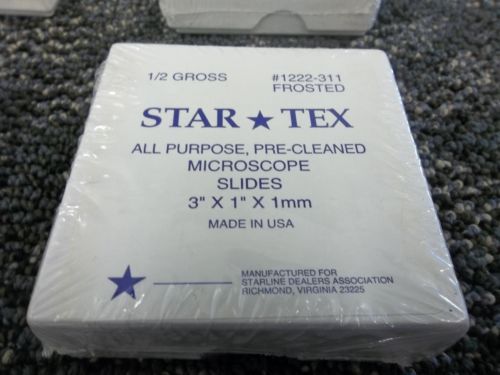 1/2 GROSS #1222-311
FROSTED
STAR ★ TEX
ALL PURPOSE, PRE-CLEANED
MICROSCOPE
SLIDES
3" X 1" X 1mm
MADE IN USA
MANUFACTURED FOR
STARLINE DEALERS ASSOCIATION
RICHMOND, VIRGINIA 23225